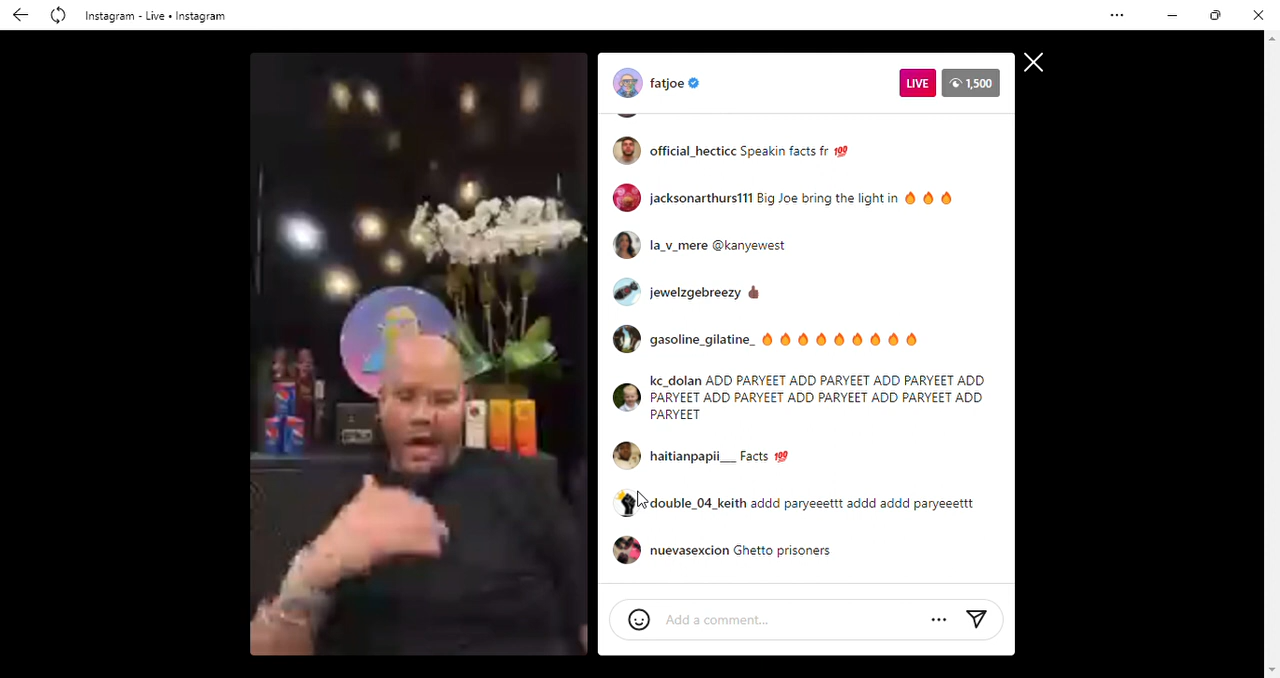 Instagram - Live • Instagram
fatjoe
LIVE
1,500
official_hecticc Speakin facts fr 💯
jacksonarthurs111 Big Joe bring the light in 🔥 🔥 🔥
la_v_mere @kanyewest
jewelzgebreezy 👍🏿
gasoline_gilatine_ 🔥 🔥 🔥 🔥 🔥 🔥 🔥 🔥 🔥
kc_dolan ADD PARYEET ADD PARYEET ADD PARYEET ADD
PARYEET ADD PARYEET ADD PARYEET ADD PARYEET ADD
PARYEET
haitianpapii___ Facts 💯
double_04_keith addd paryeeettt addd addd paryeeettt
nuevasexcion Ghetto prisoners
Add a comment...